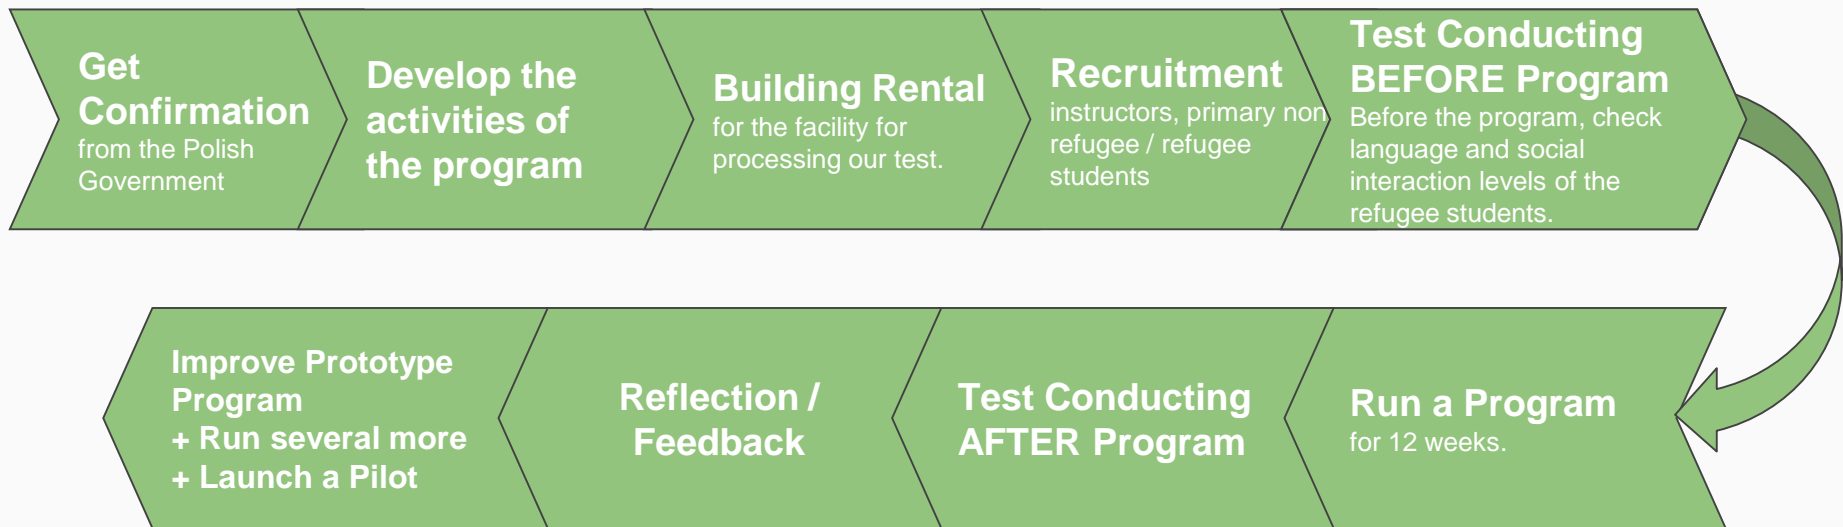 Get
Confirmation
from the Polish
Government
Develop the
activities of
the program
Building Rental
for the facility for
processing our test.
Recruitment
instructors, primary non
refugee / refugee
students
Test Conducting
BEFORE Program
Before the program, check
language and social
interaction levels of the
refugee students.
Run a Program
for 12 weeks.
Test Conducting
AFTER Program
Reflection /
Feedback
Improve Prototype
Program
+ Run several more
+ Launch a Pilot